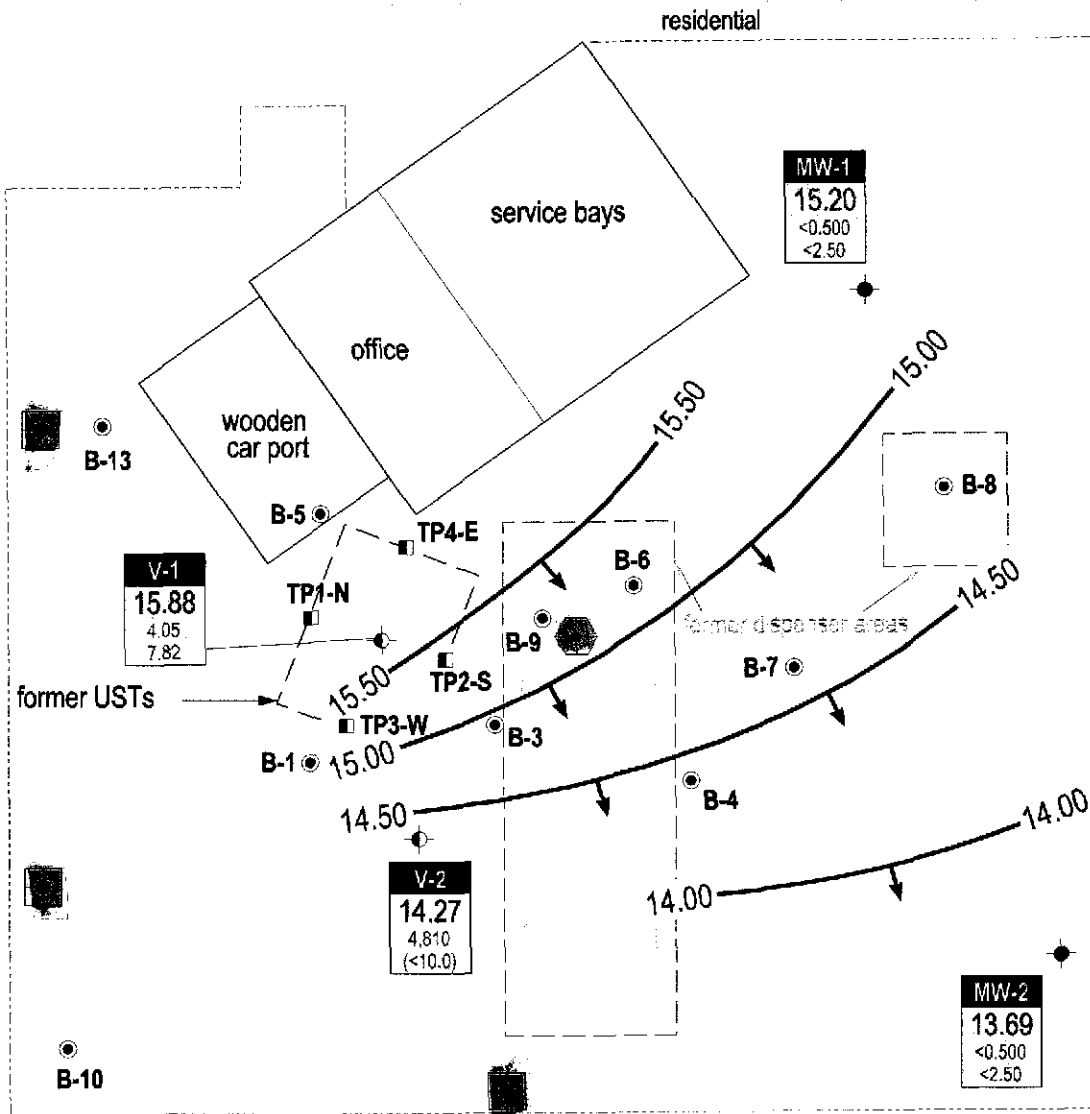 residential
MW-1
15.20
<0.500
<2.50
service bays
office
wooden
car port
15.50
15.00
B-13
B-5
TP4-E
B-8
V-1
15.88
4.05
7.82
TP1-N
B-6
14.50
B-9
former dispenser areas
TP2-S
B-7
former USTs
15.50
TP3-W
B-1
15.00
B-3
14.50
B-4
14.00
V-2
14.27
4,810
(<10.0)
14.00
MW-2
13.69
<0.500
<2.50
B-10